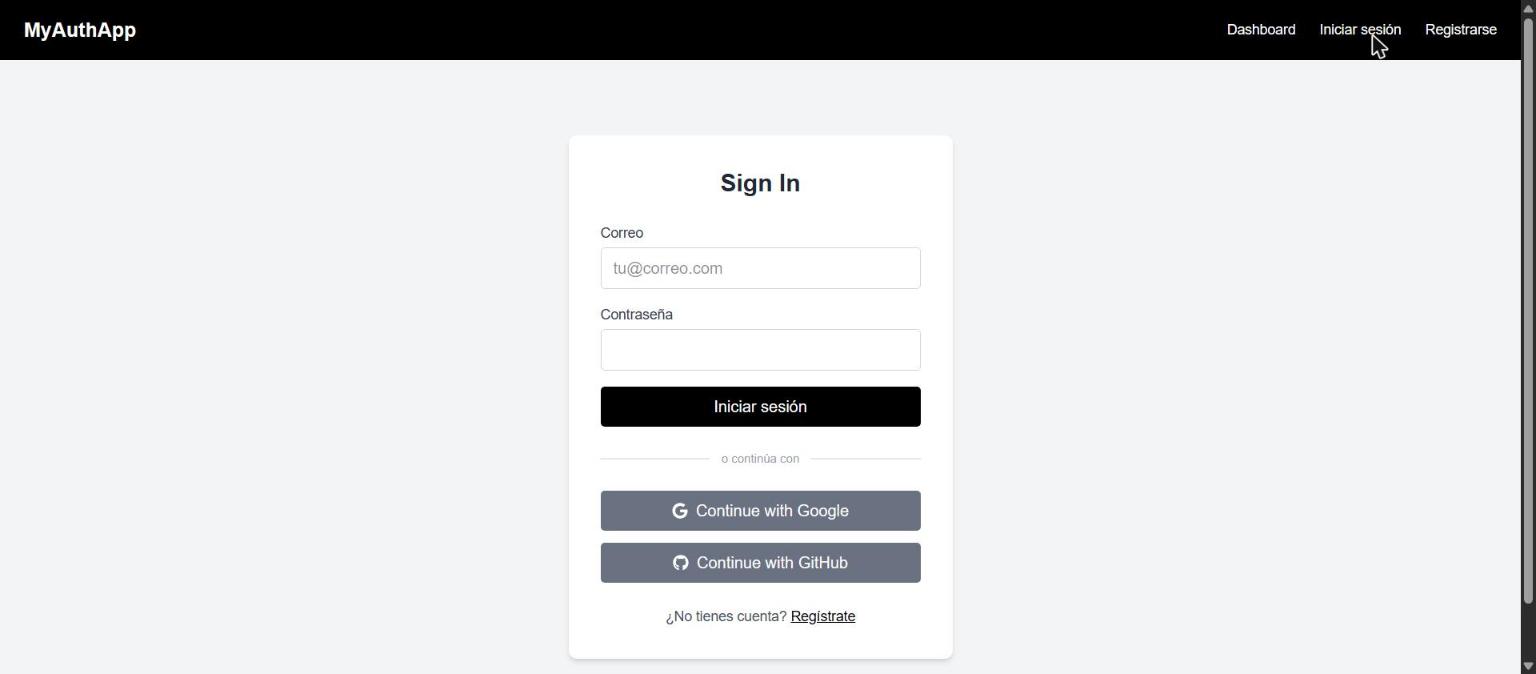 MyAuthApp
Dashboard Iniciar sesión Registrarse
Sign In
Correo
tu@correo.com
Contraseña
Iniciar sesión
o continúa con
Continue with Google
Continue with GitHub
¿No tienes cuenta? Regístrate